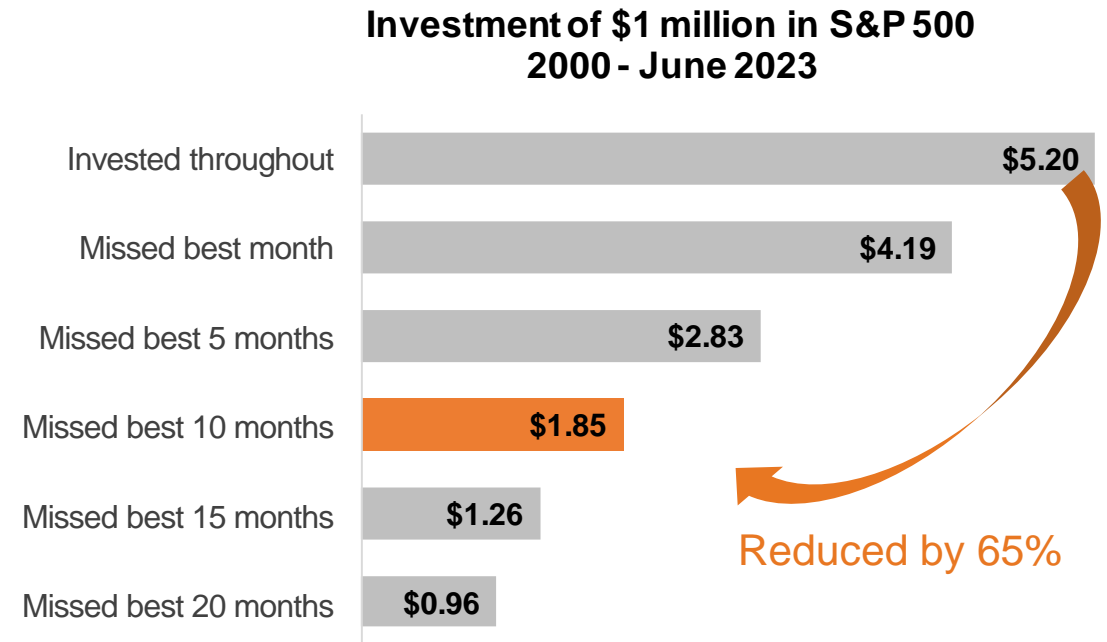 Investment of $1 million in S&P 500
2000 - June 2023
Invested throughout
$5.20
Missed best month
$4.19
Missed best 5 months
$2.83
Missed best 10 months
$1.85
Missed best 15 months
$1.26
Missed best 20 months
$0.96
Reduced by 65%